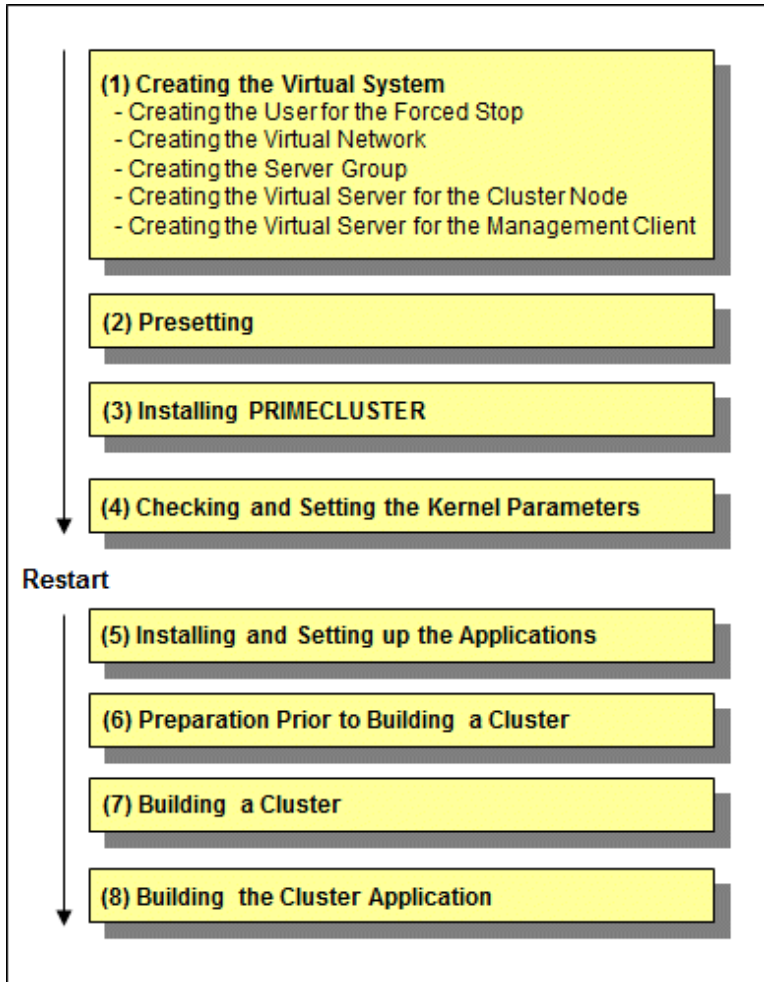 (1) Creating the Virtual System
- Creating the User for the Forced Stop
- Creating the Virtual Network
- Creating the Server Group
- Creating the Virtual Server for the Cluster Node
- Creating the Virtual Server for the Management Client
(2) Presetting
(3) Installing PRIMECLUSTER
(4) Checking and Setting the Kernel Parameters
Restart
(5) Installing and Setting up the Applications
(6) Preparation Prior to Building a Cluster
(7) Building a Cluster
(8) Building the Cluster Application